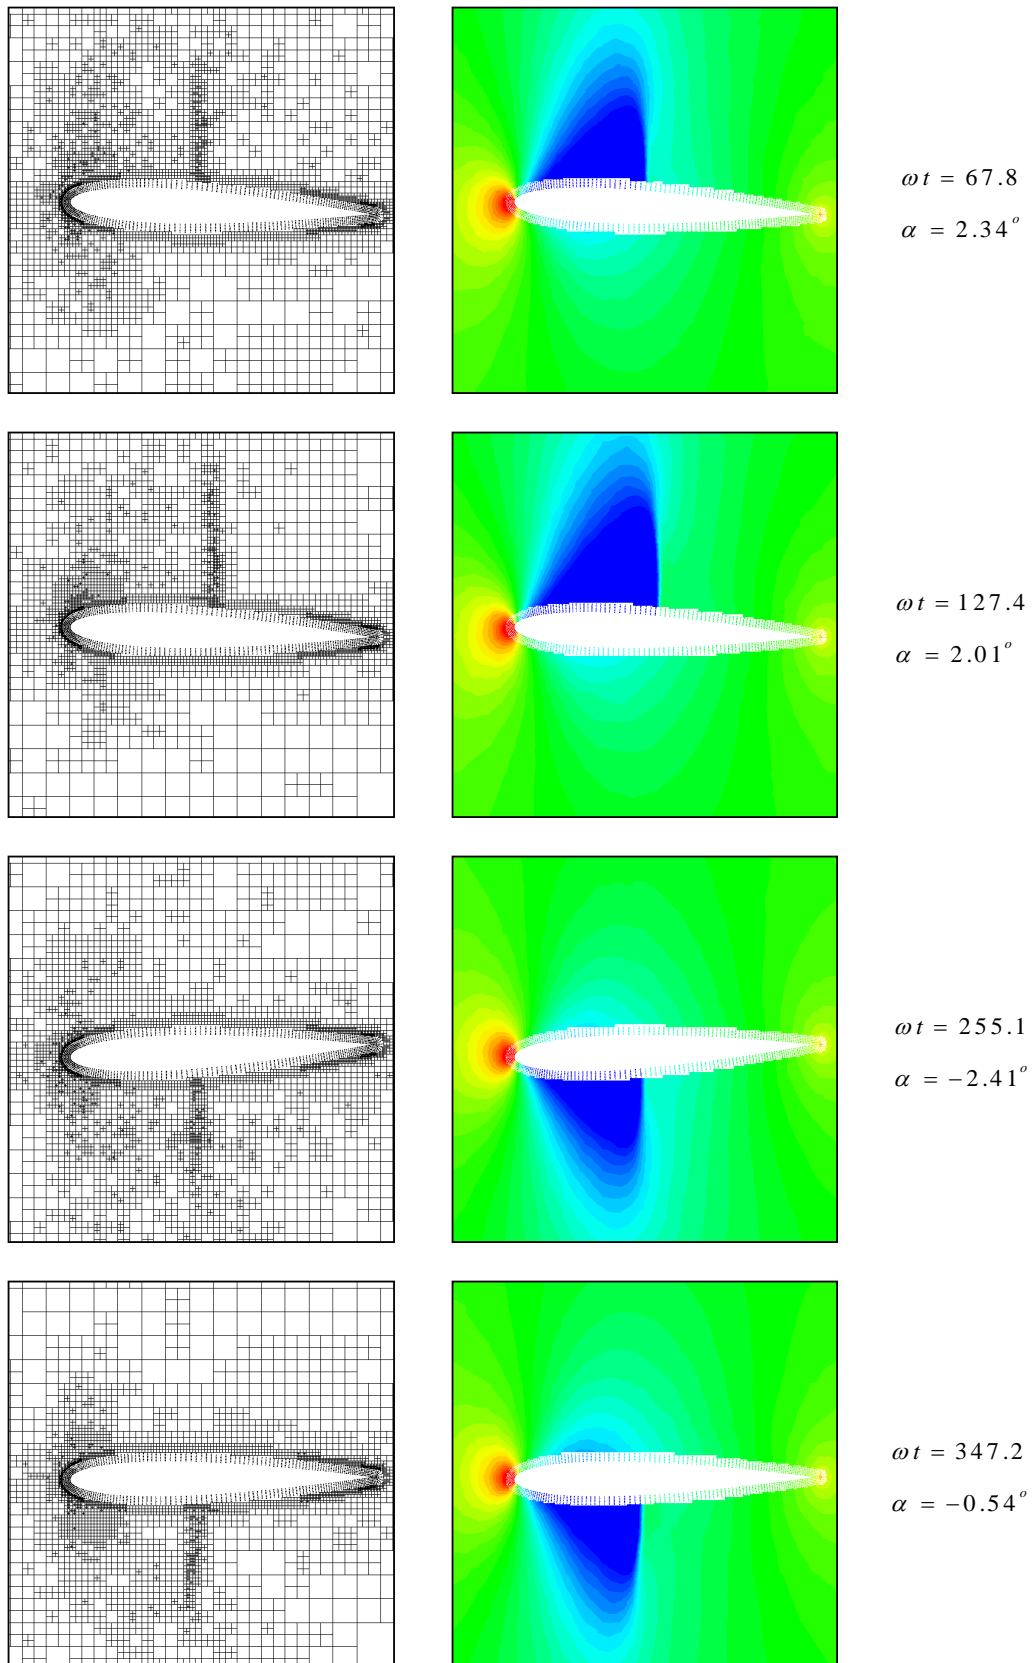 ωt = 67.8
α = 2.34°
ωt = 127.4
α = 2.01°
ωt = 255.1
α = −2.41°
ωt = 347.2
α = −0.54°